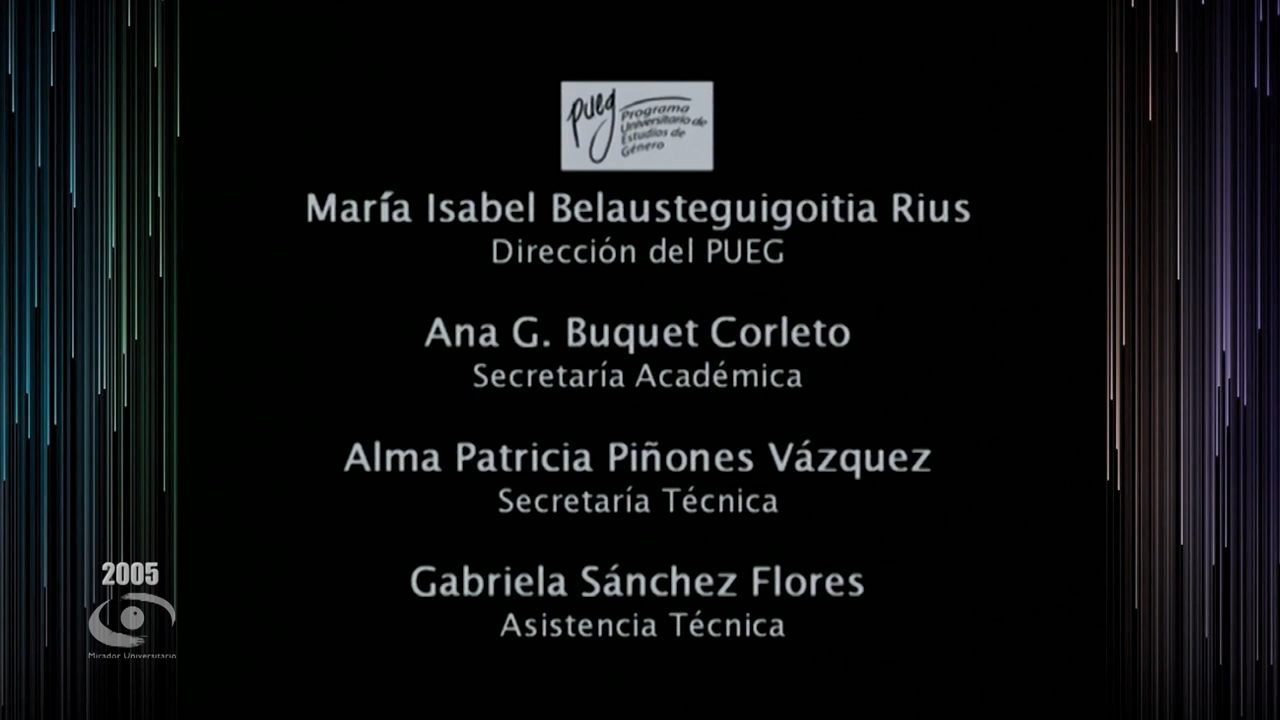 pueg
Programa
Universitario de
Estudios de
Género
María Isabel Belausteguigoitia Rius
Dirección del PUEG
Ana G. Buquet Corleto
Secretaría Académica
Alma Patricia Piñones Vázquez
Secretaría Técnica
Gabriela Sánchez Flores
Asistencia Técnica
2005
Mirador Universitario